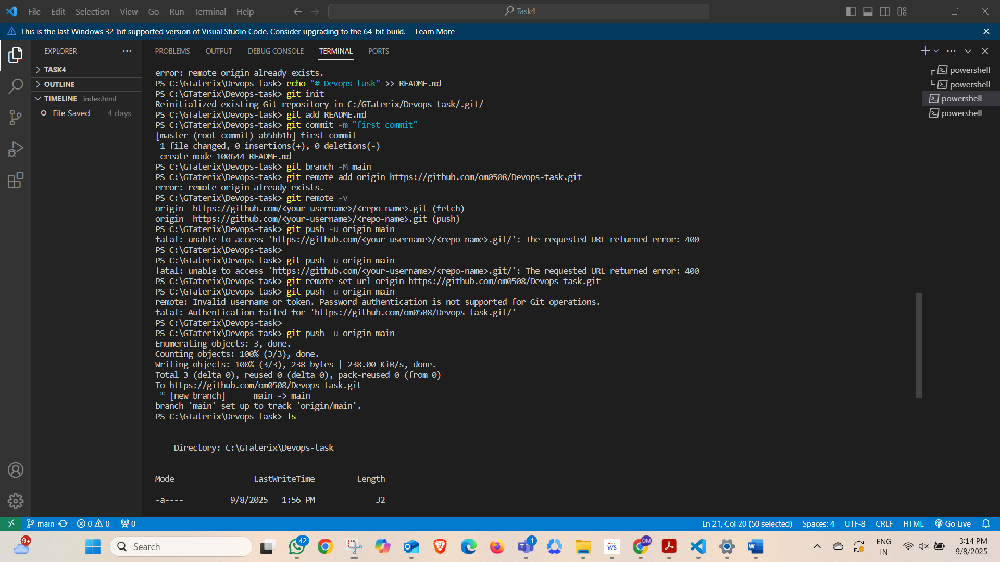 File Edit Selection View Go Run Terminal Help
Task4
This is the last Windows 32-bit supported version of Visual Studio Code. Consider upgrading to the 64-bit build. Learn More
EXPLORER
TASK4
OUTLINE
TIMELINE index.html
File Saved 4 days
PROBLEMS OUTPUT DEBUG CONSOLE TERMINAL PORTS
error: remote origin already exists.
PS C:\GTaterix\Devops-task> echo "# Devops-task" >> README.md
PS C:\GTaterix\Devops-task> git init
Reinitialized existing Git repository in C:/GTaterix/Devops-task/.git/
PS C:\GTaterix\Devops-task> git add README.md
PS C:\GTaterix\Devops-task> git commit -m "first commit"
[master (root-commit) ab5bb1b] first commit
1 file changed, 0 insertions(+), 0 deletions(-)
create mode 100644 README.md
PS C:\GTaterix\Devops-task> git branch -M main
PS C:\GTaterix\Devops-task> git remote add origin https://github.com/om0508/Devops-task.git
error: remote origin already exists.
PS C:\GTaterix\Devops-task> git remote -v
origin  https://github.com/<your-username>/<repo-name>.git (fetch)
origin  https://github.com/<your-username>/<repo-name>.git (push)
PS C:\GTaterix\Devops-task> git push -u origin main
fatal: unable to access 'https://github.com/<your-username>/<repo-name>.git/': The requested URL returned error: 400
PS C:\GTaterix\Devops-task>
PS C:\GTaterix\Devops-task> git push -u origin main
fatal: unable to access 'https://github.com/<your-username>/<repo-name>.git/': The requested URL returned error: 400
PS C:\GTaterix\Devops-task> git remote set-url origin https://github.com/om0508/Devops-task.git
PS C:\GTaterix\Devops-task> git push -u origin main
remote: Invalid username or token. Password authentication is not supported for Git operations.
fatal: Authentication failed for 'https://github.com/om0508/Devops-task.git/'
PS C:\GTaterix\Devops-task>
PS C:\GTaterix\Devops-task> git push -u origin main
Enumerating objects: 3, done.
Counting objects: 100% (3/3), done.
Writing objects: 100% (3/3), 238 bytes | 238.00 KiB/s, done.
Total 3 (delta 0), reused 0 (delta 0), pack-reused 0 (from 0)
To https://github.com/om0508/Devops-task.git
* [new branch]      main -> main
branch 'main' set up to track 'origin/main'.
PS C:\GTaterix\Devops-task> ls
Directory: C:\GTaterix\Devops-task
Mode LastWriteTime Length
---- ------------- ------
-a---- 9/8/2025 1:56 PM 32
powershell
powershell
powershell
powershell
main 0 0 0
Ln 21, Col 20 (50 selected) Spaces: 4 UTF-8 CRLF HTML Go Live
9+
Search
42
1
WS
OM
ENG
IN
3:14 PM
9/8/2025